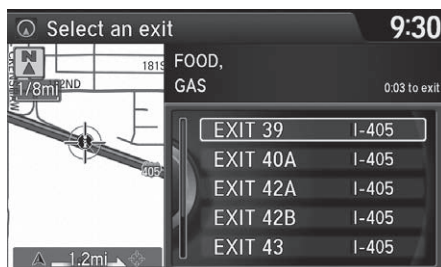 Select an exit
9:30
N
1/8mi
181S
2ND
405
1.2mi
FOOD,
GAS
0:03 to exit
EXIT 39 I-405
EXIT 40A I-405
EXIT 42A I-405
EXIT 42B I-405
EXIT 43 I-405